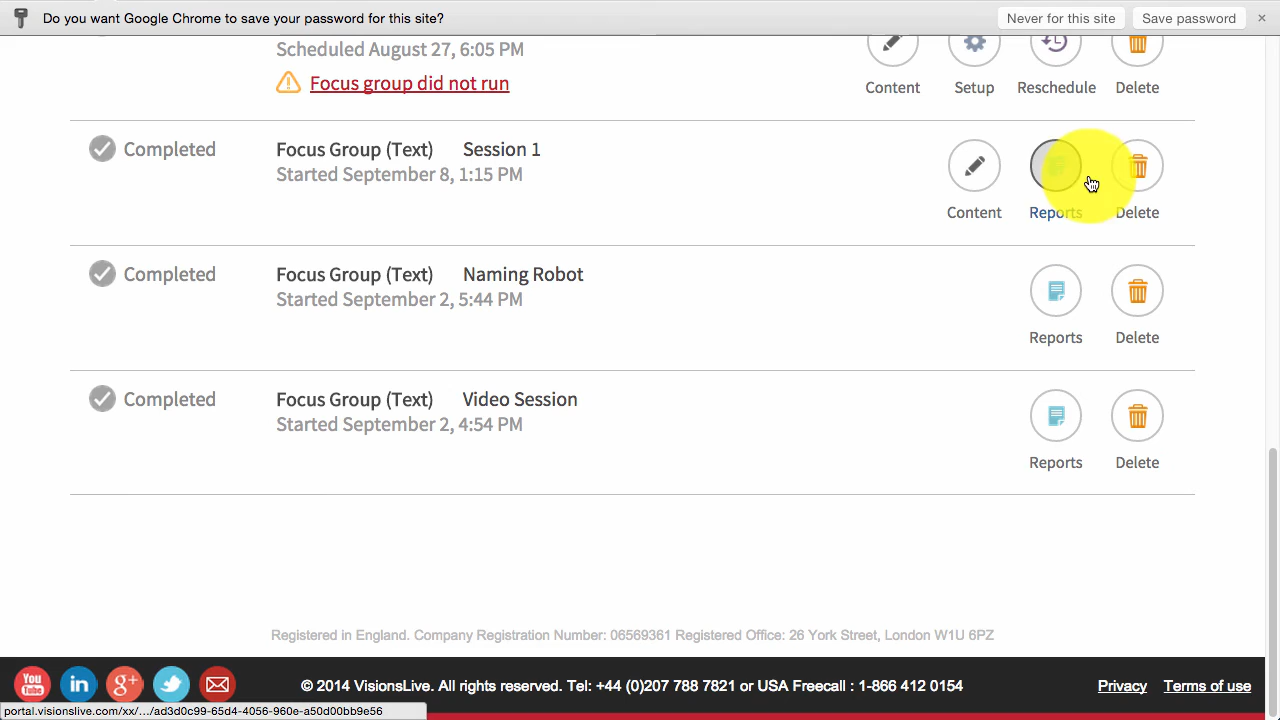 Do you want Google Chrome to save your password for this site?
Never for this site
Save password
×
Scheduled August 27, 6:05 PM
Focus group did not run
Content
Setup
Reschedule
Delete
Completed
Focus Group (Text)
Session 1
Started September 8, 1:15 PM
Content
Reports
Delete
Completed
Focus Group (Text)
Naming Robot
Started September 2, 5:44 PM
Reports
Delete
Completed
Focus Group (Text)
Video Session
Started September 2, 4:54 PM
Reports
Delete
Registered in England. Company Registration Number: 06569361 Registered Office: 26 York Street, London W1U 6PZ
You
Tube
in
g+
© 2014 VisionsLive. All rights reserved. Tel: +44 (0)207 788 7821 or USA Freecall : 1-866 412 0154
Privacy
Terms of use
portal.visionslive.com/xx/.../ad3d0c99-65d4-4056-960e-a50d00bb9e56